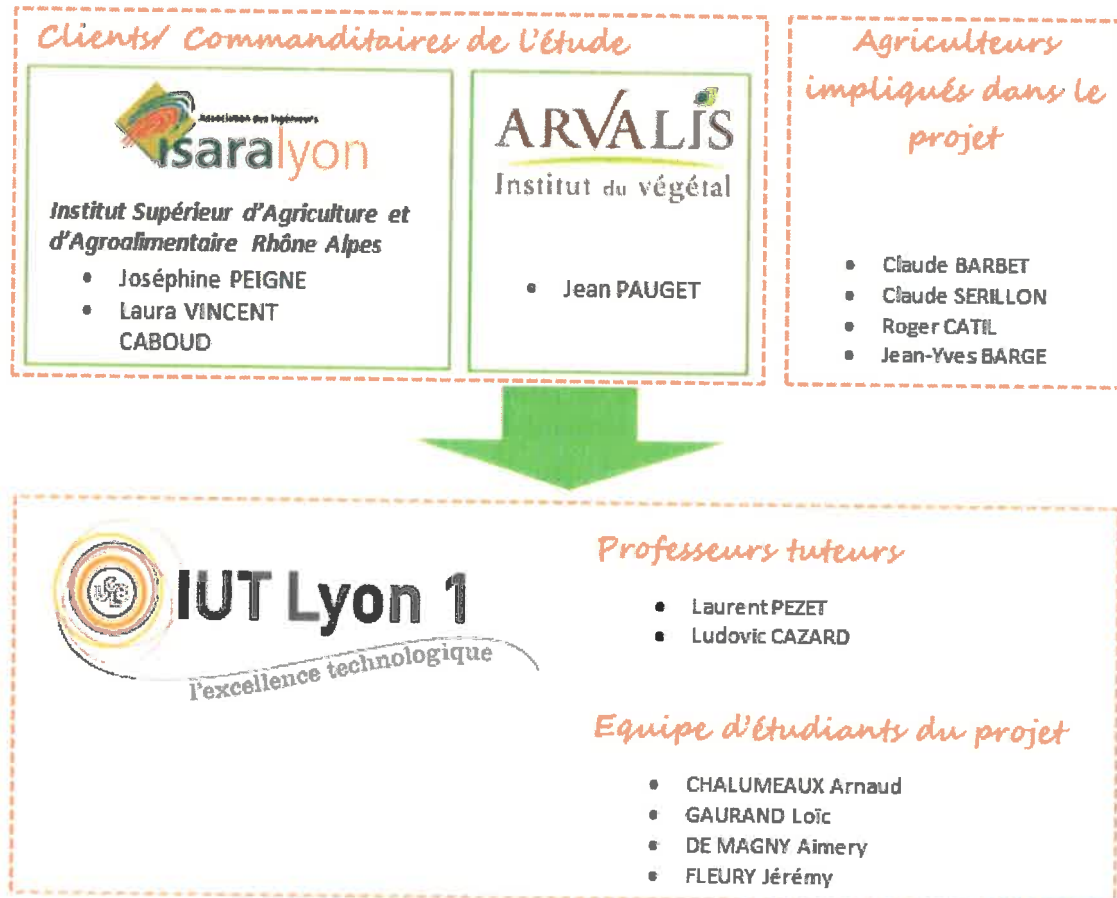 Clients/ Commanditaires de l'étude
Association des Ingénieurs
isaralyon
Institut Supérieur d'Agriculture et
d'Agroalimentaire Rhône Alpes
• Joséphine PEIGNE
• Laura VINCENT
CABOUD
ARVALIS
Institut du végétal
• Jean PAUGET
Agriculteurs
impliqués dans le
projet
• Claude BARBET
• Claude SERILLON
• Roger CATIL
• Jean-Yves BARGE
IUT Lyon 1
l'excellence technologique
Professeurs tuteurs
• Laurent PEZET
• Ludovic CAZARD
Equipe d'étudiants du projet
• CHALUMEAUX Arnaud
• GAURAND Loïc
• DE MAGNY Aimery
• FLEURY Jérémy